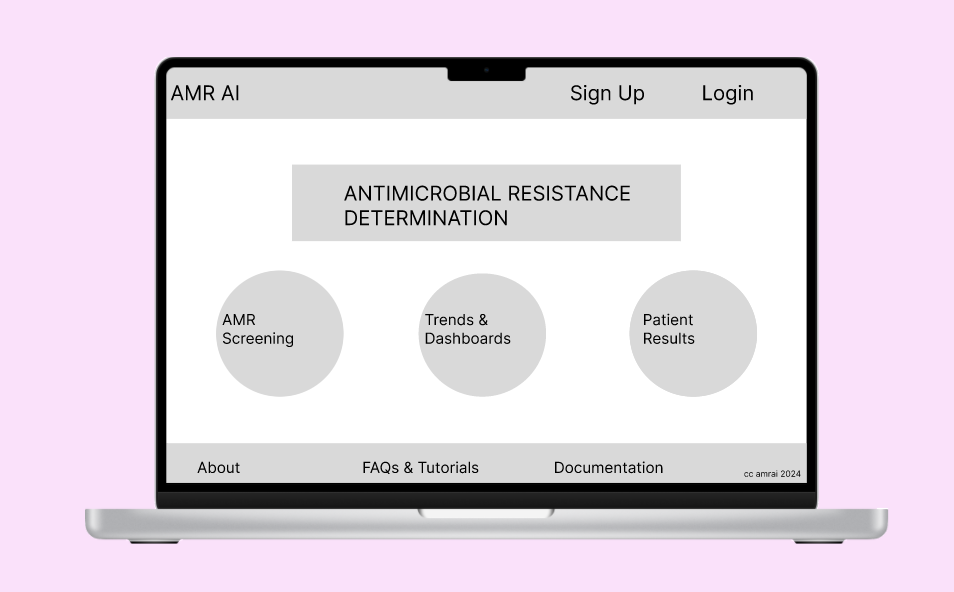 AMR AI
Sign Up
Login
ANTIMICROBIAL RESISTANCE
DETERMINATION
AMR
Screening
Trends &
Dashboards
Patient
Results
About
FAQs & Tutorials
Documentation
cc amrai 2024